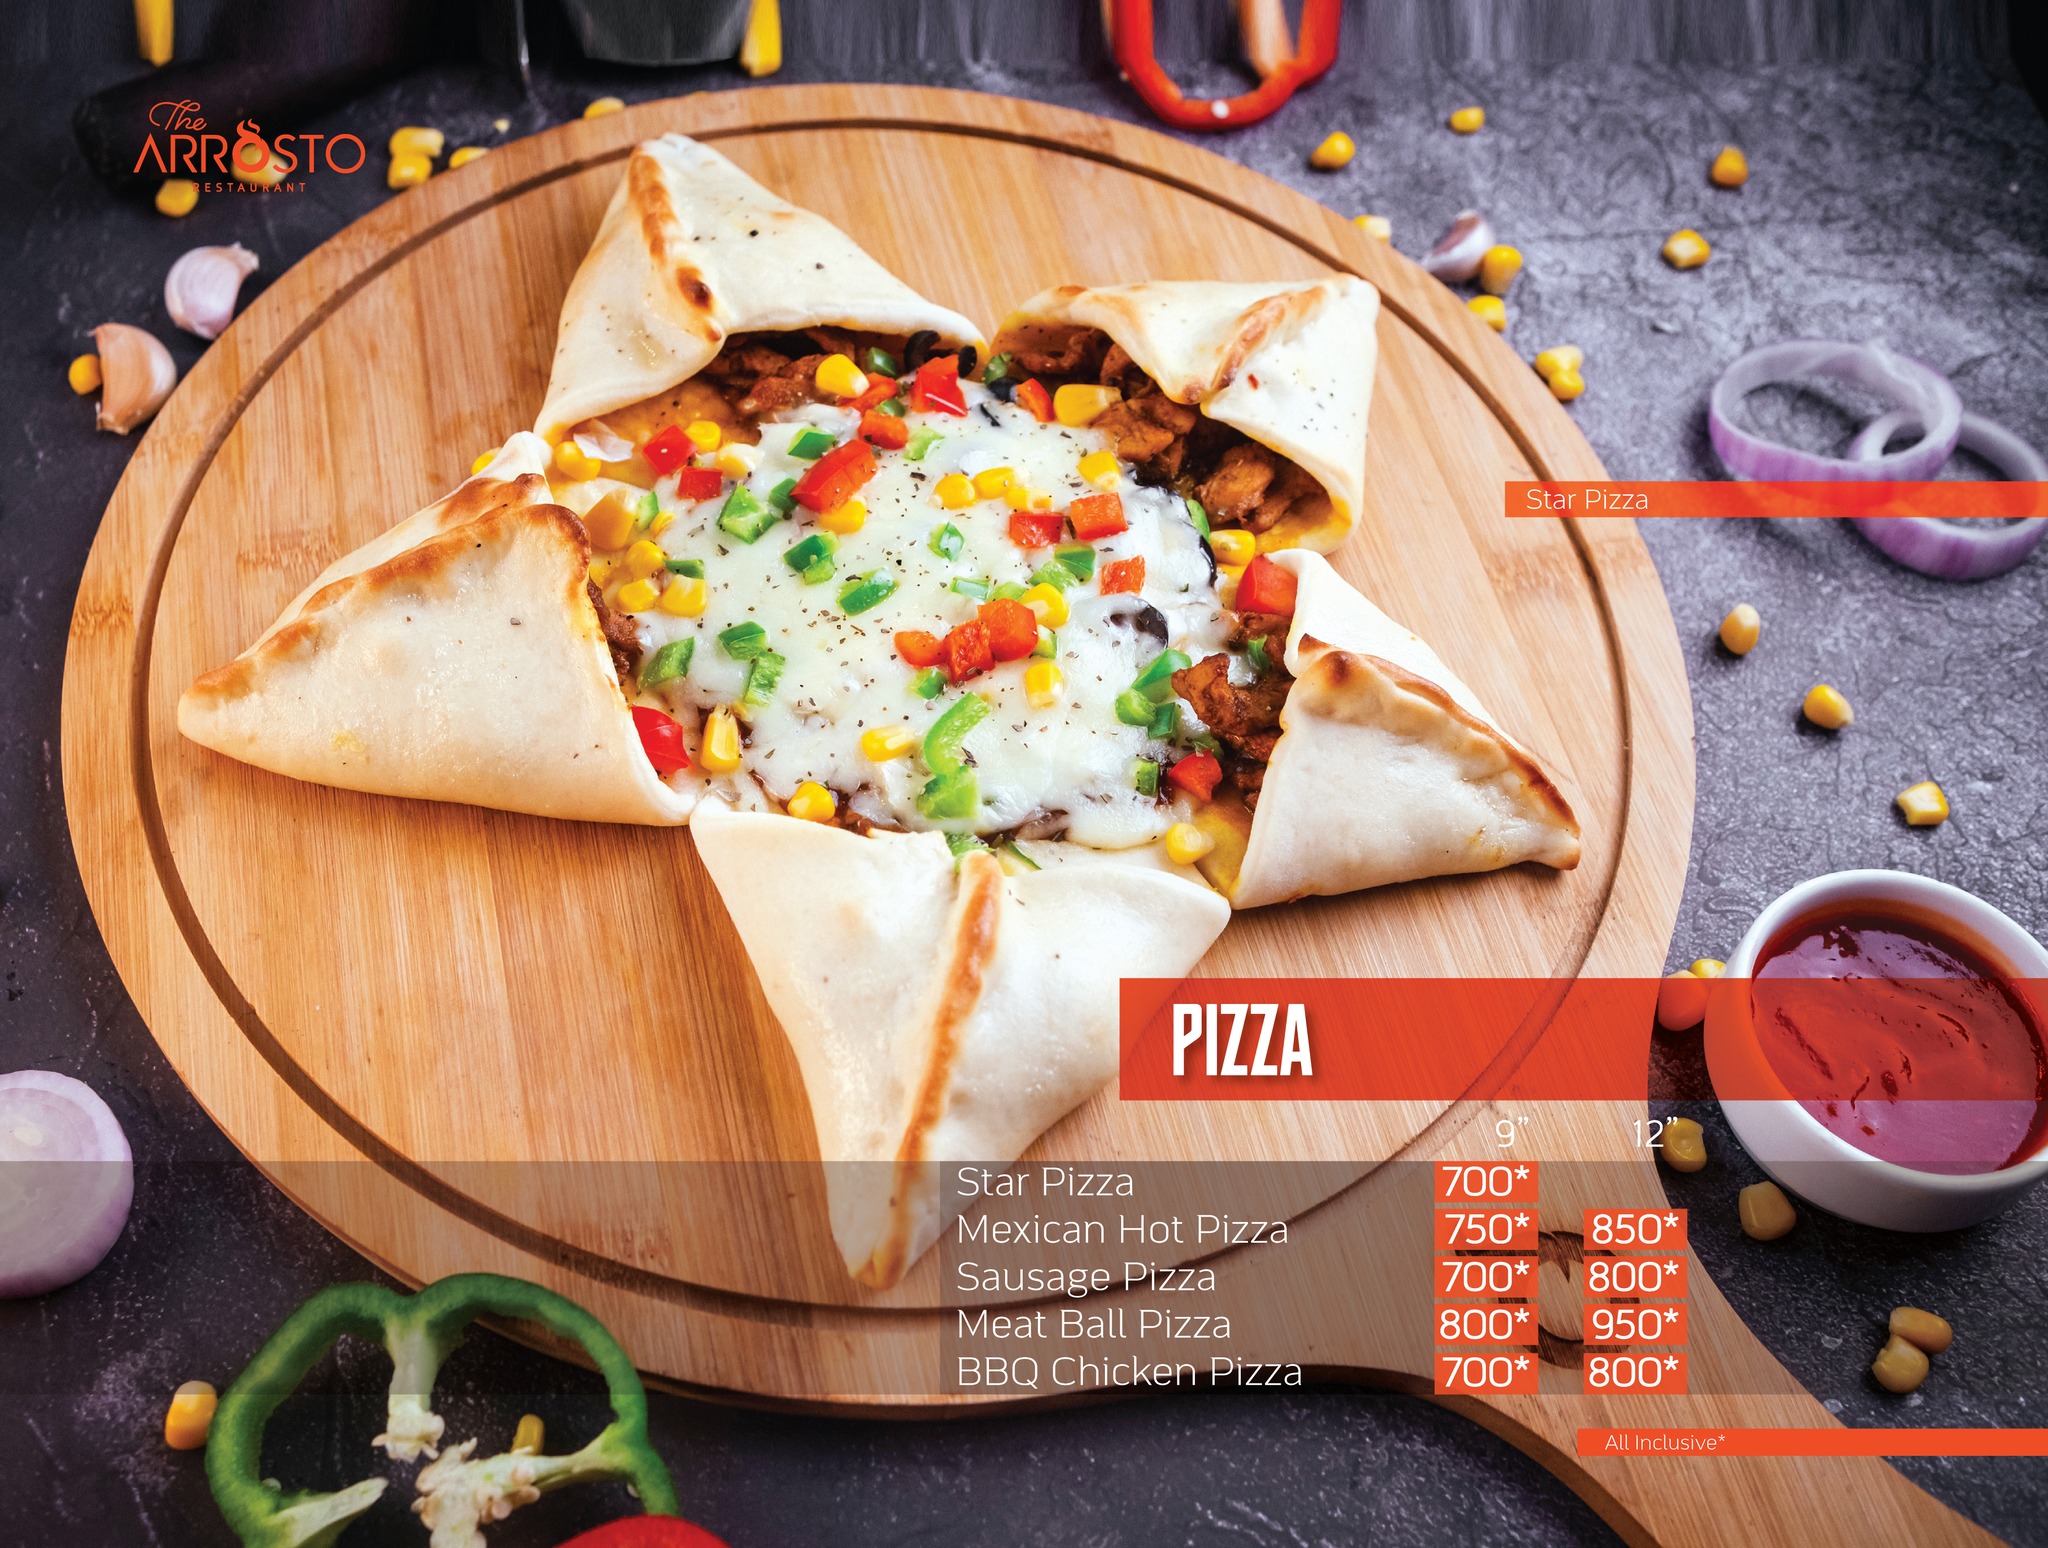 The
ARROSTO
RESTAURANT
Star Pizza
PIZZA
9” 12”
Star Pizza 700*
Mexican Hot Pizza 750* 850*
Sausage Pizza 700* 800*
Meat Ball Pizza 800* 950*
BBQ Chicken Pizza 700* 800*
All Inclusive*